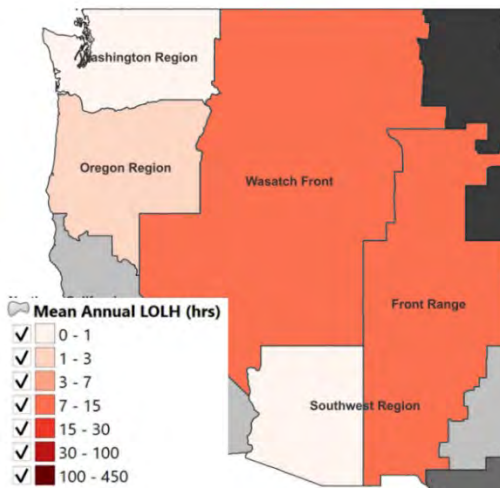 Washington Region
Oregon Region
Wasatch Front
Front Range
Mean Annual LOLH (hrs)
0 - 1
1 - 3
3 - 7
7 - 15
15 - 30
30 - 100
100 - 450
Southwest Region